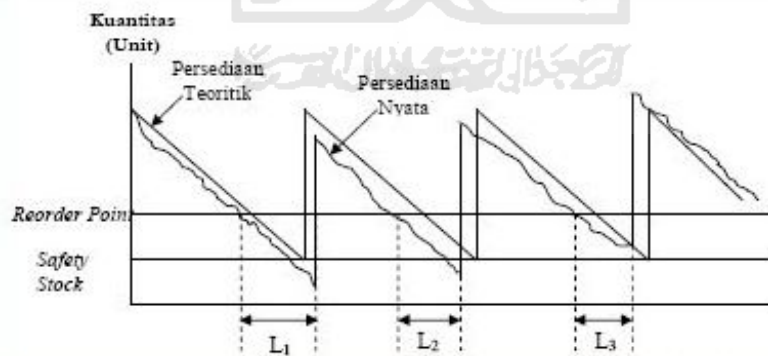 Kuantitas
(Unit)
Persediaan
Teoritik
Persediaan
Nyata
Reorder Point
Safety
Stock
L₁
L₂
L₃